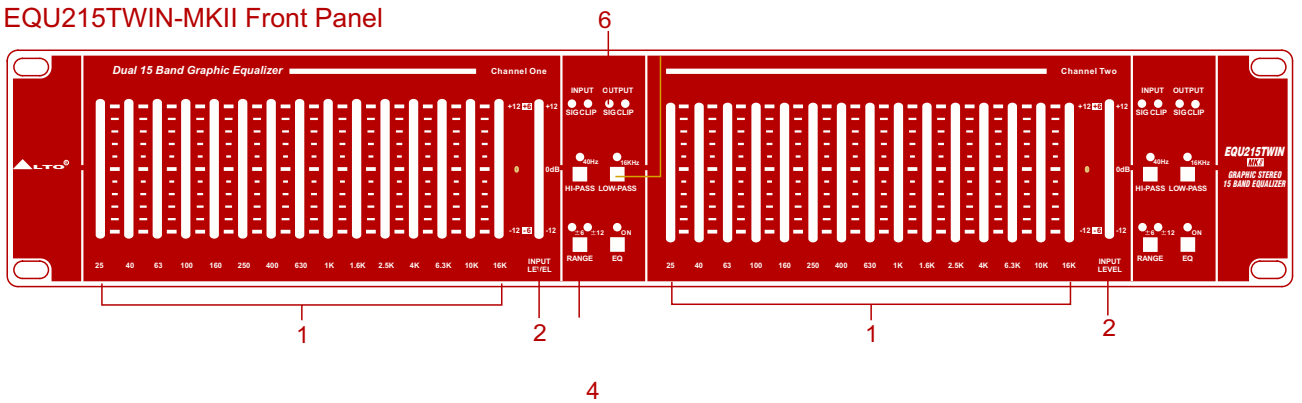 EQU215TWIN-MKII Front Panel
6
Dual 15 Band Graphic Equalizer
Channel One
INPUT OUTPUT
SIG CLIP SIG CLIP
+12 +6 +12
0 0dB
-12 +6 -12
40Hz 16KHz
HI-PASS LOW-PASS
±6 ±12 ON
RANGE EQ
25 40 63 100 160 250 400 630 1K 1.6K 2.5K 4K 6.3K 10K 16K
INPUT
LEVEL
Channel Two
INPUT OUTPUT
SIG CLIP SIG CLIP
+12 +6 +12
0 0dB
-12 +6 -12
40Hz 16KHz
HI-PASS LOW-PASS
±6 ±12 ON
RANGE EQ
25 40 63 100 160 250 400 630 1K 1.6K 2.5K 4K 6.3K 10K 16K
INPUT
LEVEL
ALTO®
EQU215TWIN
MKII
GRAPHIC STEREO
15 BAND EQUALIZER
1 2 1 2
4